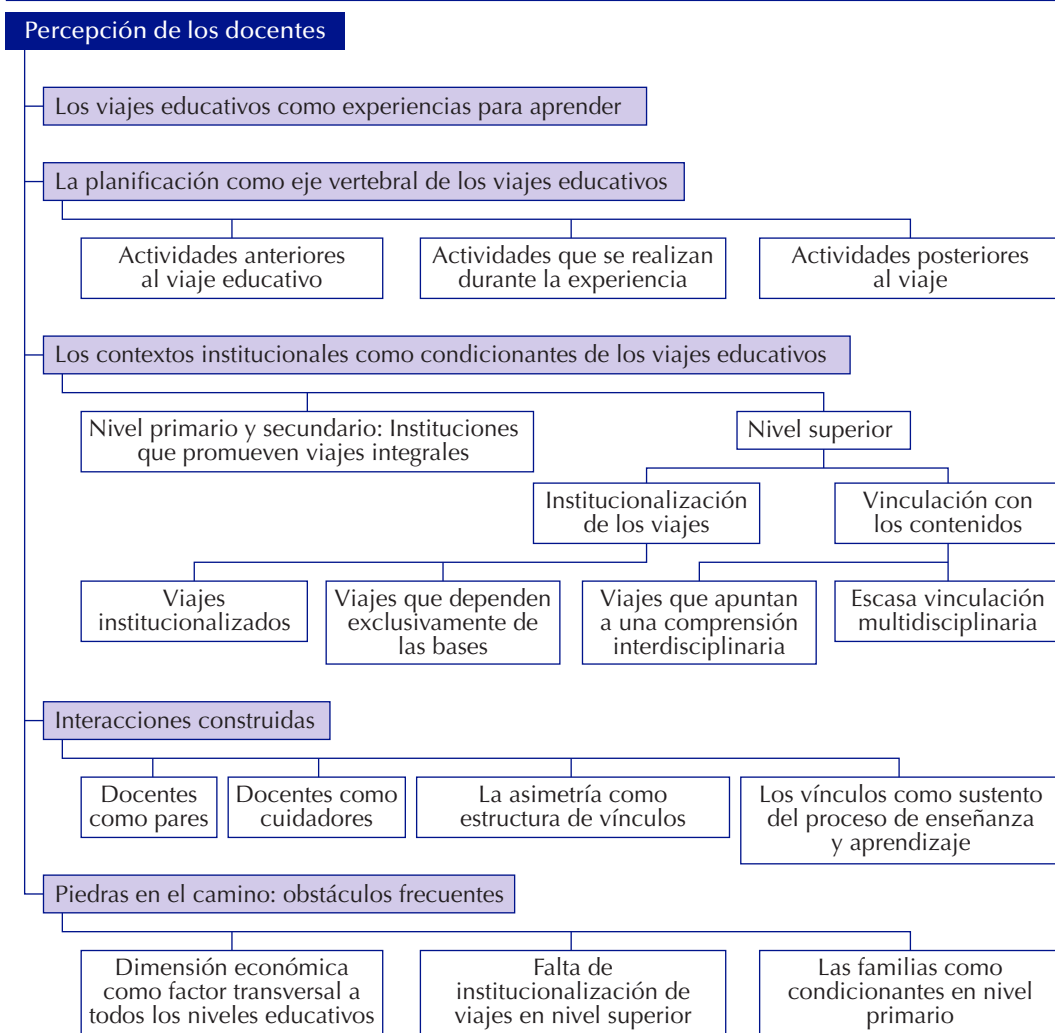 Percepción de los docentes
Los viajes educativos como experiencias para aprender
La planificación como eje vertebral de los viajes educativos
Actividades anteriores
al viaje educativo
Actividades que se realizan
durante la experiencia
Actividades posteriores
al viaje
Los contextos institucionales como condicionantes de los viajes educativos
Nivel primario y secundario: Instituciones
que promueven viajes integrales
Nivel superior
Institucionalización
de los viajes
Vinculación con
los contenidos
Viajes
institucionalizados
Viajes que dependen
exclusivamente de
las bases
Viajes que apuntan
a una comprensión
interdisciplinaria
Escasa vinculación
multidisciplinaria
Interacciones construidas
Docentes
como pares
Docentes como
cuidadores
La asimetría como
estructura de vínculos
Los vínculos como sustento
del proceso de enseñanza
y aprendizaje
Piedras en el camino: obstáculos frecuentes
Dimensión económica
como factor transversal a
todos los niveles educativos
Falta de
institucionalización de
viajes en nivel superior
Las familias como
condicionantes en nivel
primario